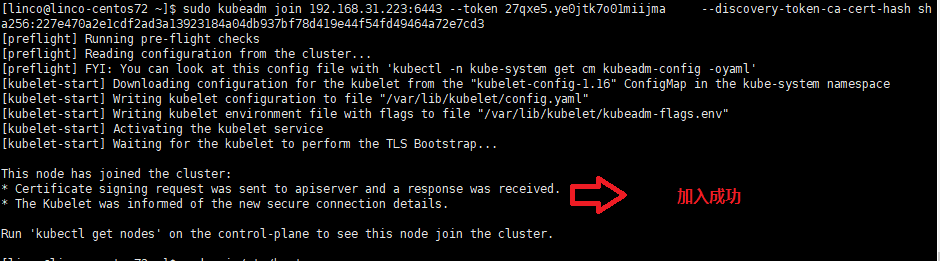 [linco@linco-centos72 ~]$ sudo kubeadm join 192.168.31.223:6443 --token 27qxe5.ye0jtk7o01miijma     --discovery-token-ca-cert-hash sh
a256:227e470a2e1cdf2ad3a13923184a04db937bf78d419e44f54fd49464a72e7cd3
[preflight] Running pre-flight checks
[preflight] Reading configuration from the cluster...
[preflight] FYI: You can look at this config file with 'kubectl -n kube-system get cm kubeadm-config -oyaml'
[kubelet-start] Downloading configuration for the kubelet from the "kubelet-config-1.16" ConfigMap in the kube-system namespace
[kubelet-start] Writing kubelet configuration to file "/var/lib/kubelet/config.yaml"
[kubelet-start] Writing kubelet environment file with flags to file "/var/lib/kubelet/kubeadm-flags.env"
[kubelet-start] Activating the kubelet service
[kubelet-start] Waiting for the kubelet to perform the TLS Bootstrap...
This node has joined the cluster:
* Certificate signing request was sent to apiserver and a response was received.
加入成功
* The Kubelet was informed of the new secure connection details.
Run 'kubectl get nodes' on the control-plane to see this node join the cluster.